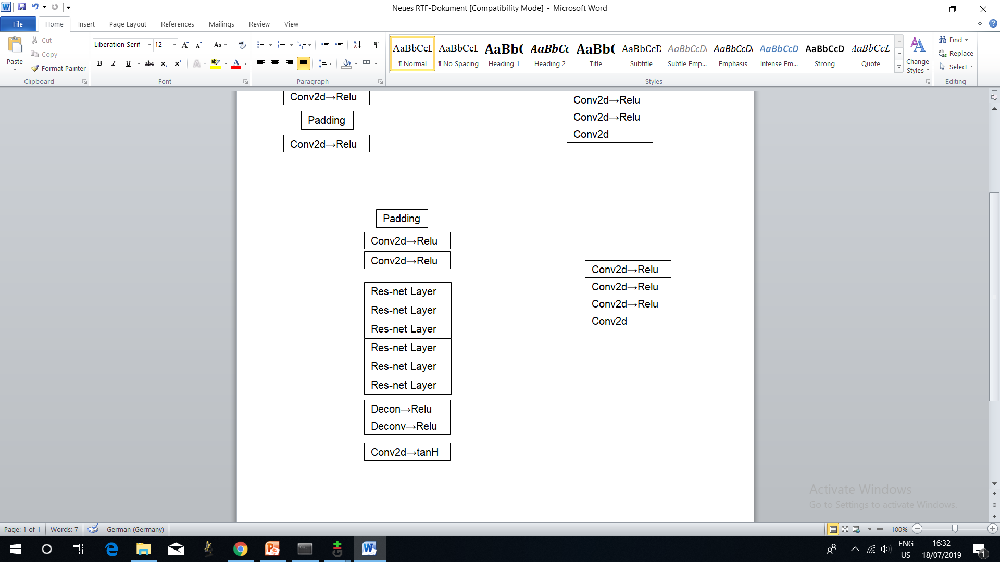 Neues RTF-Dokument [Compatibility Mode] - Microsoft Word
File Home Insert Page Layout References Mailings Review View
Paste
Cut
Copy
Format Painter
Clipboard
Liberation Serif 12
Font
Paragraph
AaBbCcI AaBbCcI AaBb( AaBbCc AaBb( AaBbCcD AaBbCcD AaBbCcD AaBbCcD AaBbCcD AaBbCcL
¶ Normal ¶ No Spacing Heading 1 Heading 2 Title Subtitle Subtle Emp... Emphasis Intense Em... Strong Quote
Change Styles
Styles
Find
Replace
Select
Editing
Conv2d→Relu
Padding
Conv2d→Relu
Conv2d→Relu
Conv2d→Relu
Conv2d
Padding
Conv2d→Relu
Conv2d→Relu
Res-net Layer
Res-net Layer
Res-net Layer
Res-net Layer
Res-net Layer
Res-net Layer
Decon→Relu
Deconv→Relu
Conv2d→tanH
Conv2d→Relu
Conv2d→Relu
Conv2d→Relu
Conv2d
Activate Windows
Go to Settings to activate Windows.
Page: 1 of 1 Words: 7 German (Germany) 100%
ENG
US
16:32
18/07/2019
1